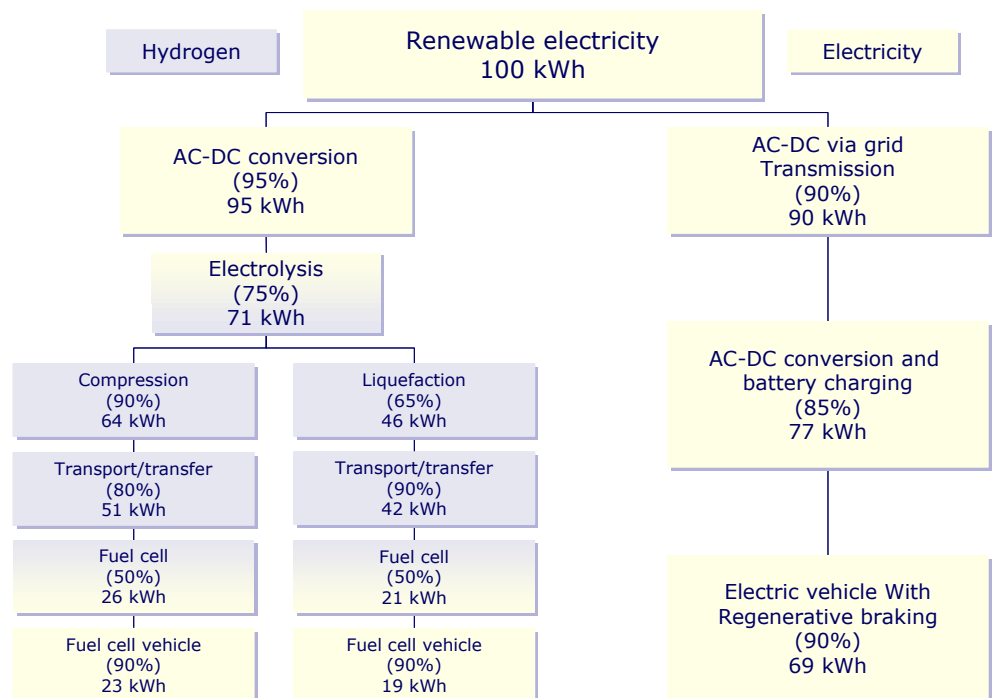 Hydrogen
Renewable electricity
100 kWh
Electricity
AC-DC conversion
(95%)
95 kWh
AC-DC via grid
Transmission
(90%)
90 kWh
Electrolysis
(75%)
71 kWh
Compression
(90%)
64 kWh
Liquefaction
(65%)
46 kWh
AC-DC conversion and
battery charging
(85%)
77 kWh
Transport/transfer
(80%)
51 kWh
Transport/transfer
(90%)
42 kWh
Fuel cell
(50%)
26 kWh
Fuel cell
(50%)
21 kWh
Fuel cell vehicle
(90%)
23 kWh
Fuel cell vehicle
(90%)
19 kWh
Electric vehicle With
Regenerative braking
(90%)
69 kWh